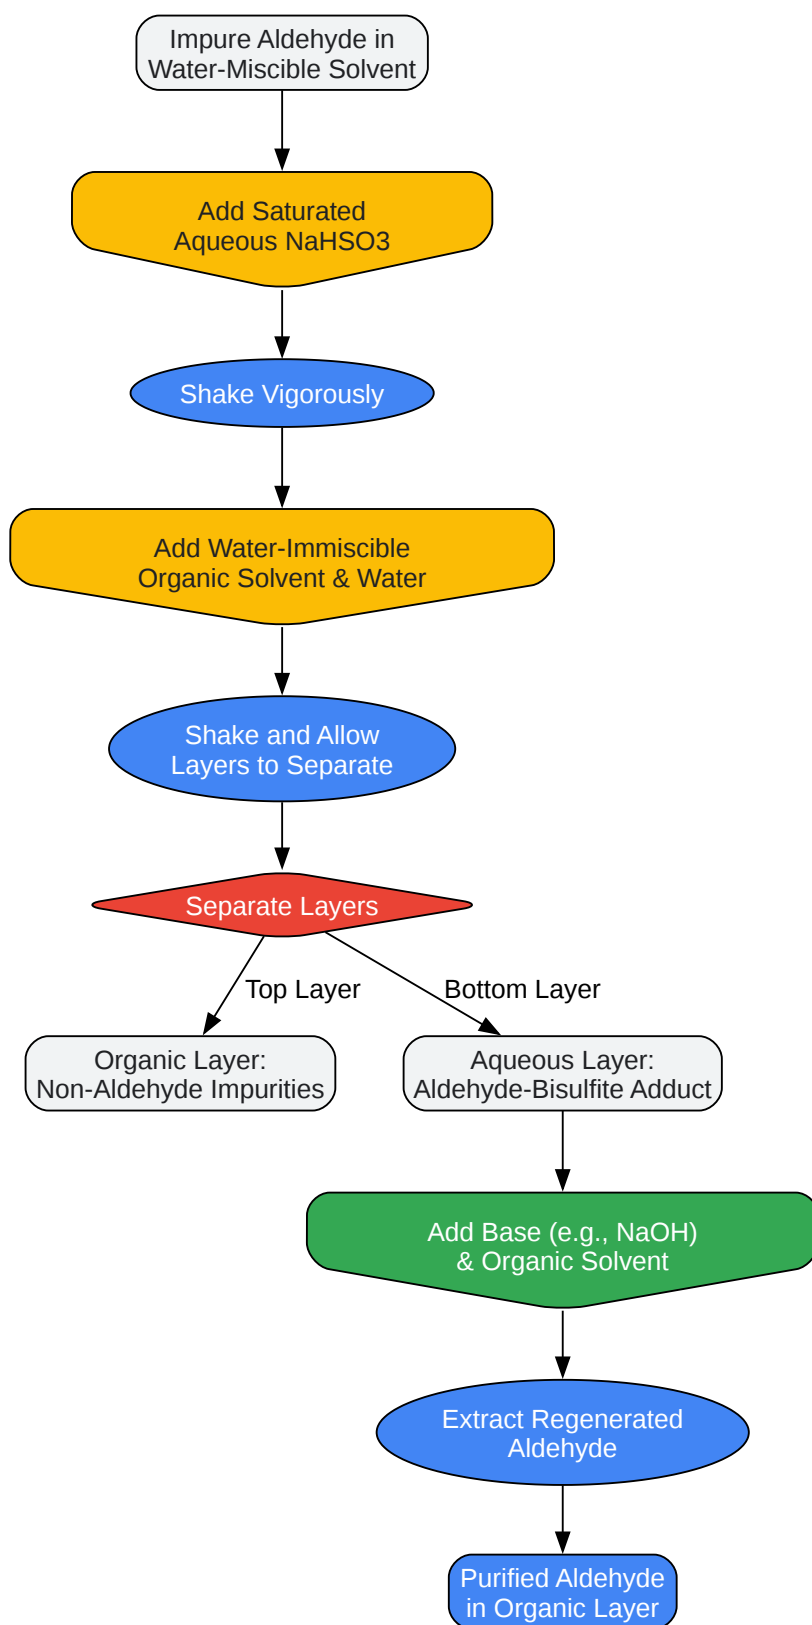 Impure Aldehyde in
Water-Miscible Solvent
Add Saturated
Aqueous NaHSO3
Shake Vigorously
Add Water-Immiscible
Organic Solvent & Water
Shake and Allow
Layers to Separate
Separate Layers
Top Layer
Bottom Layer
Organic Layer:
Non-Aldehyde Impurities
Aqueous Layer:
Aldehyde-Bisulfite Adduct
Add Base (e.g., NaOH)
& Organic Solvent
Extract Regenerated
Aldehyde
Purified Aldehyde
in Organic Layer